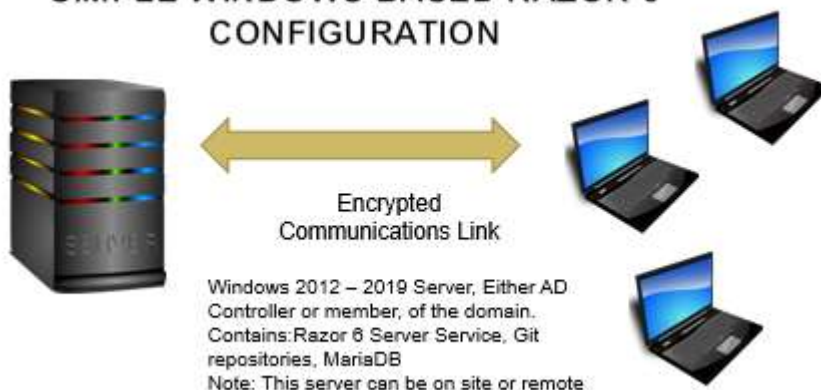 CONFIGURATION
Encrypted
Communications Link
Windows 2012 – 2019 Server, Either AD
Controller or member, of the domain.
Contains:Razor 6 Server Service, Git
repositories, MariaDB
Note: This server can be on site or remote
SERVER